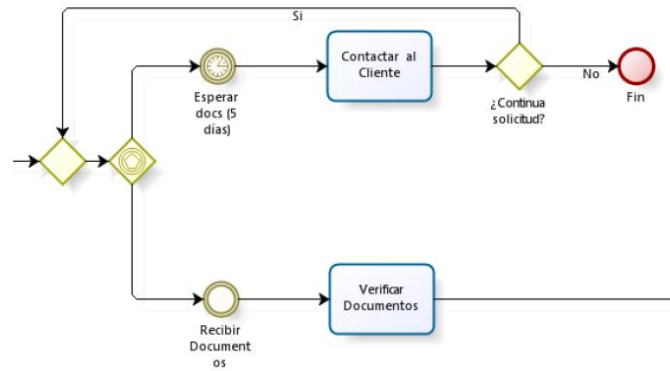 Si
Contactar al
Cliente
Esperar
docs (5
días)
¿Continua
solicitud?
No
Fin
Verificar
Documentos
Recibir
Document
os